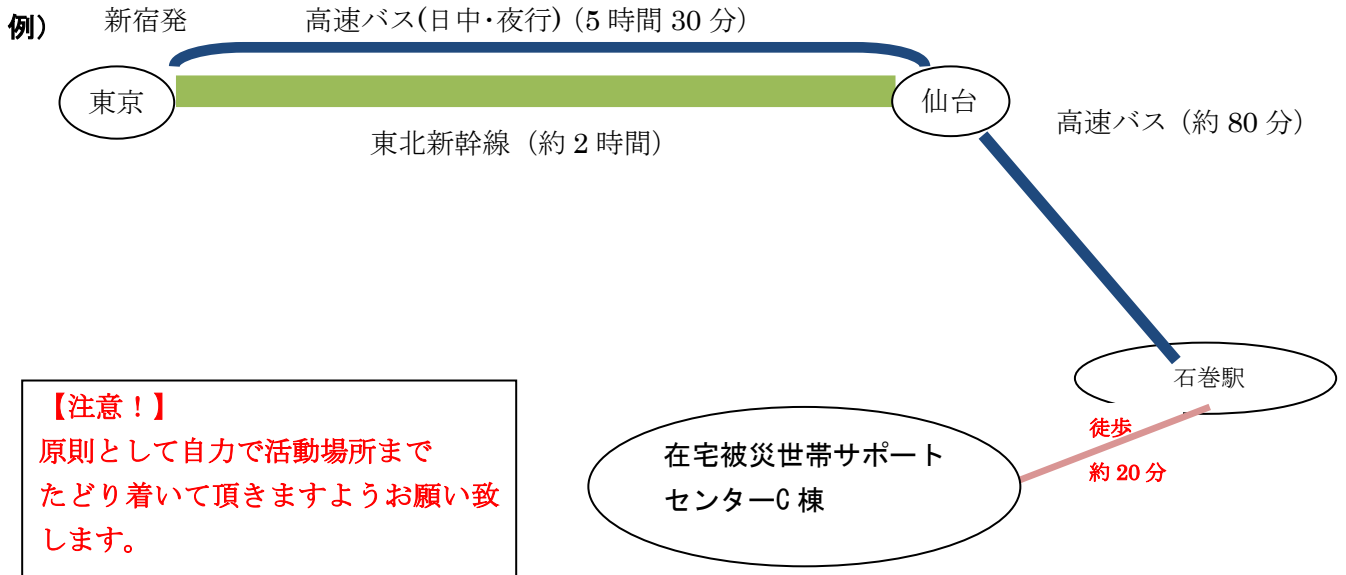 例）
新宿発
高速バス(日中･夜行)（5 時間 30 分）
東京
仙台
東北新幹線（約 2 時間）
高速バス（約 80 分）
石巻駅
徒歩
約 20 分
在宅被災世帯サポート
センターC 棟
【注意！】
原則として自力で活動場所まで
たどり着いて頂きますようお願い致
します。